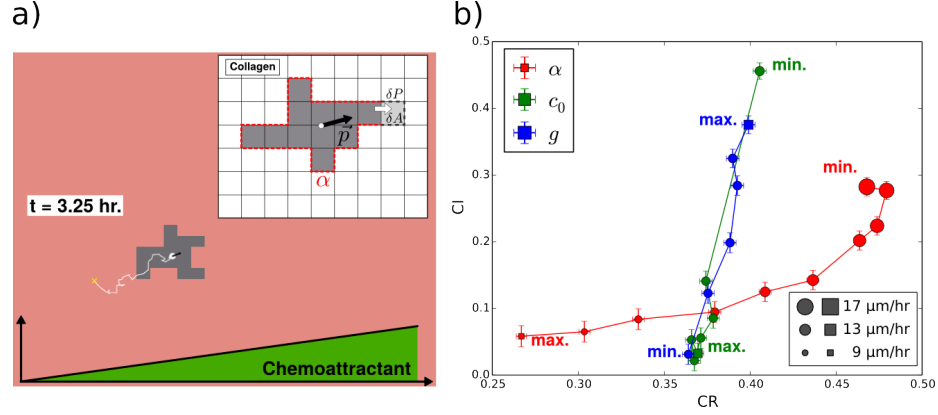 a)
Collagen
δP
δA
p⃗
α
t = 3.25 hr.
Chemoattractant
b)
CI
0.5
0.4
0.3
0.2
0.1
0.0
α
c₀
g
min.
max.
min.
max.
min.
max.
17 μm/hr
13 μm/hr
9 μm/hr
0.25 0.30 0.35 0.40 0.45 0.50
CR